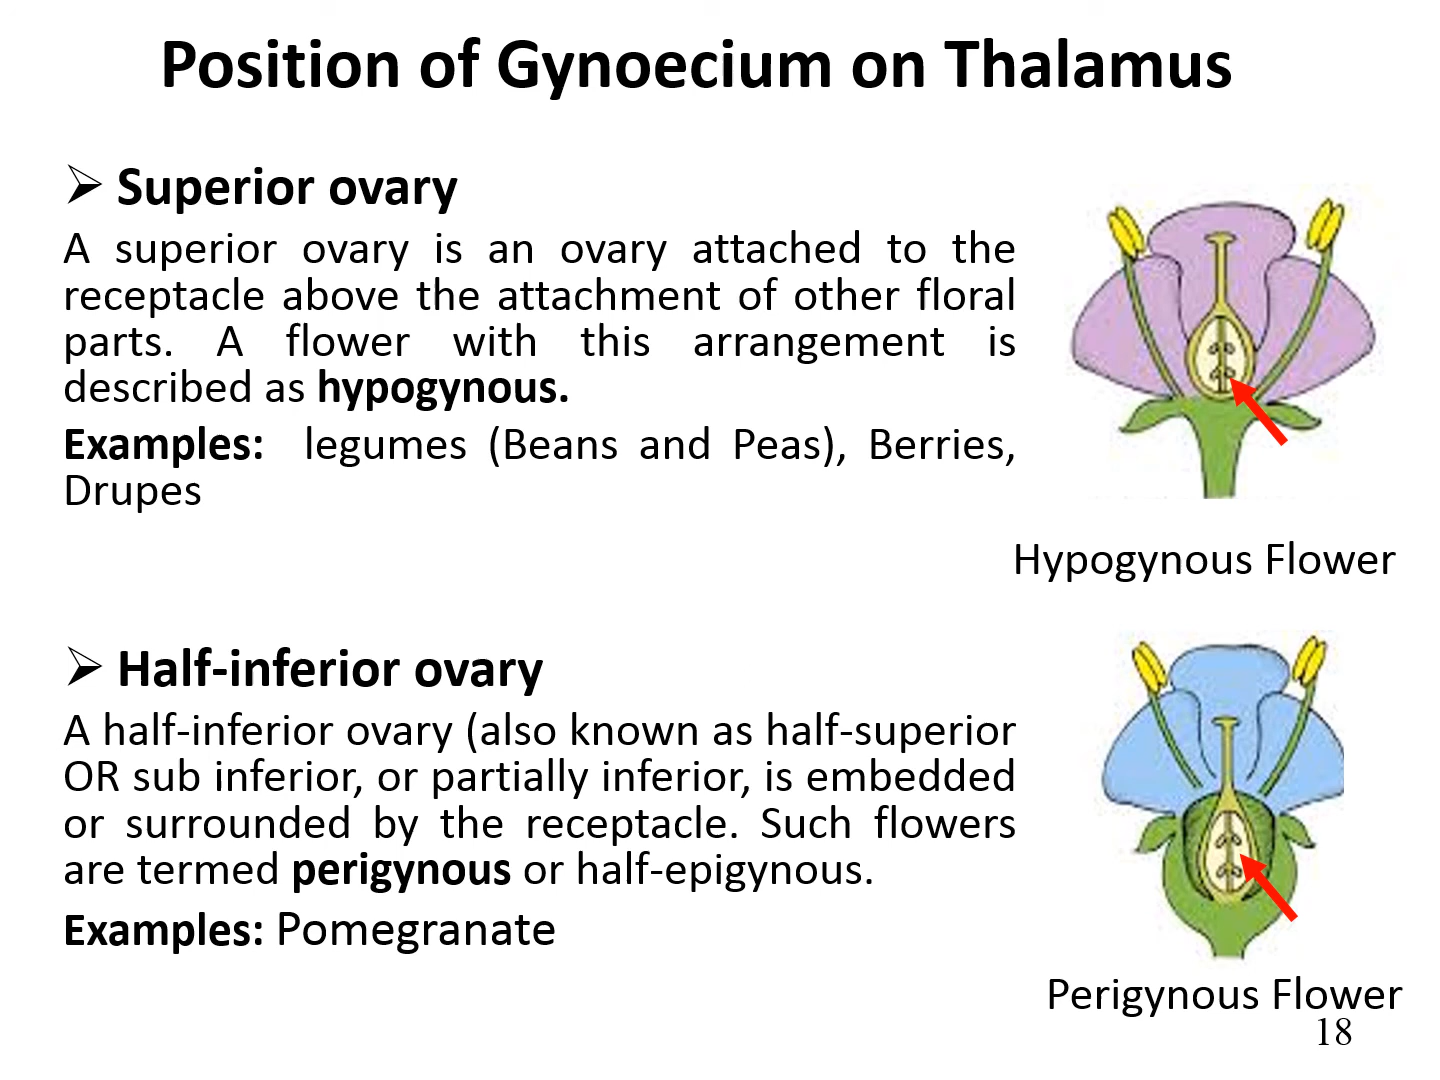 Position of Gynoecium on Thalamus
➢ Superior ovary
A superior ovary is an ovary attached to the
receptacle above the attachment of other floral
parts. A flower with this arrangement is
described as hypogynous.
Examples: legumes (Beans and Peas), Berries,
Drupes
Hypogynous Flower
➢ Half-inferior ovary
A half-inferior ovary (also known as half-superior
OR sub inferior, or partially inferior, is embedded
or surrounded by the receptacle. Such flowers
are termed perigynous or half-epigynous.
Examples: Pomegranate
Perigynous Flower
18